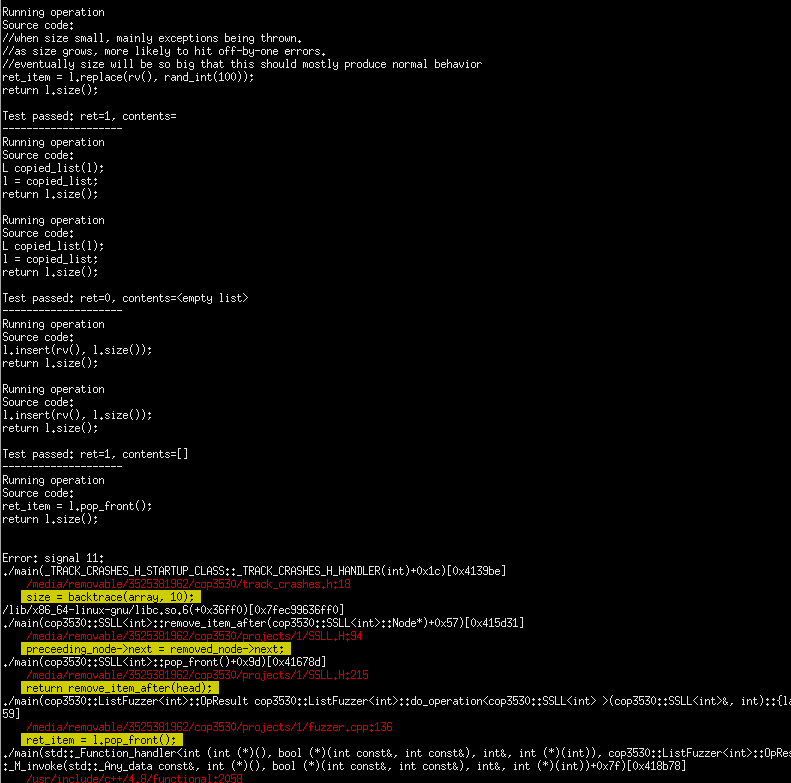 Running operation
Source code:
//when size small, mainly exceptions being thrown.
//as size grows, more likely to hit off-by-one errors.
//eventually size will be so big that this should mostly produce normal behavior
ret_item = l.replace(rv(), rand_int(100));
return l.size();
Test passed: ret=1, contents=
--------------------
Running operation
Source code:
L copied_list(l);
l = copied_list;
return l.size();
Running operation
Source code:
L copied_list(l);
l = copied_list;
return l.size();
Test passed: ret=0, contents=<empty list>
--------------------
Running operation
Source code:
l.insert(rv(), l.size());
return l.size();
Running operation
Source code:
l.insert(rv(), l.size());
return l.size();
Test passed: ret=1, contents=[]
--------------------
Running operation
Source code:
ret_item = l.pop_front();
return l.size();
Error: signal 11:
./main(_TRACK_CRASHES_H_STARTUP_CLASS::_TRACK_CRASHES_H_HANDLER(int)+0x1c)[0x4139be]
/media/removable/3525381962/cop3530/track_crashes.h:18
size = backtrace(array, 10);
/lib/x86_64-linux-gnu/libc.so.6(+0x36ff0)[0x7fec99636ff0]
./main(cop3530::SSLL<int>::remove_item_after(cop3530::SSLL<int>::Node*)+0x57)[0x415d31]
/media/removable/3525381962/cop3530/projects/1/SSLL.H:94
preceeding_node->next = removed_node->next;
./main(cop3530::SSLL<int>::pop_front()+0x9d)[0x41678d]
/media/removable/3525381962/cop3530/projects/1/SSLL.H:215
return remove_item_after(head);
./main(cop3530::ListFuzzer<int>::OpResult cop3530::ListFuzzer<int>::do_operation<cop3530::SSLL<int> >(cop3530::SSLL<int>&, int)::{la
59]
/media/removable/3525381962/cop3530/projects/1/fuzzer.cpp:136
ret_item = l.pop_front();
./main(std::_Function_handler<int (int (*)(), bool (*)(int const&, int const&), int&, int (*)(int)), cop3530::ListFuzzer<int>::OpRes
:_M_invoke(std::_Any_data const&, int (*)(), bool (*)(int const&, int const&), int&, int (*)(int))+0x7f)[0x418b78]
/usr/include/c++/4.8/functional:2058